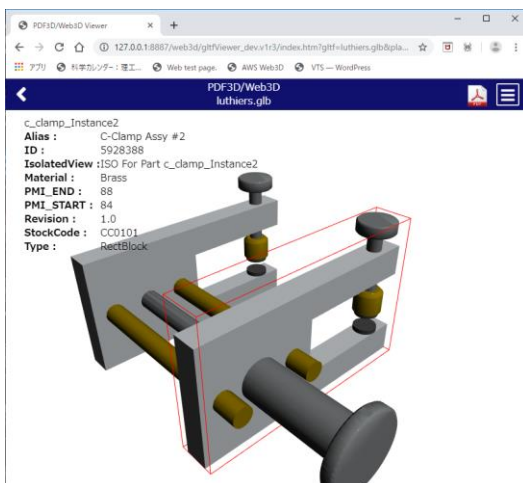 PDF3D/Web3D Viewer
127.0.0.1:8887/web3d/gltfViewer_dev.v1r3/index.htm?gltf=luthiers.glb&pla...
アプリ 科学カレンダー：理工... Web test page. AWS Web3D VTS — WordPress
PDF3D/Web3D
luthiers.glb
c_clamp_Instance2
Alias : C-Clamp Assy #2
ID : 5928388
IsolatedView :ISO For Part c_clamp_Instance2
Material : Brass
PMI_END : 88
PMI_START : 84
Revision : 1.0
StockCode : CC0101
Type : RectBlock